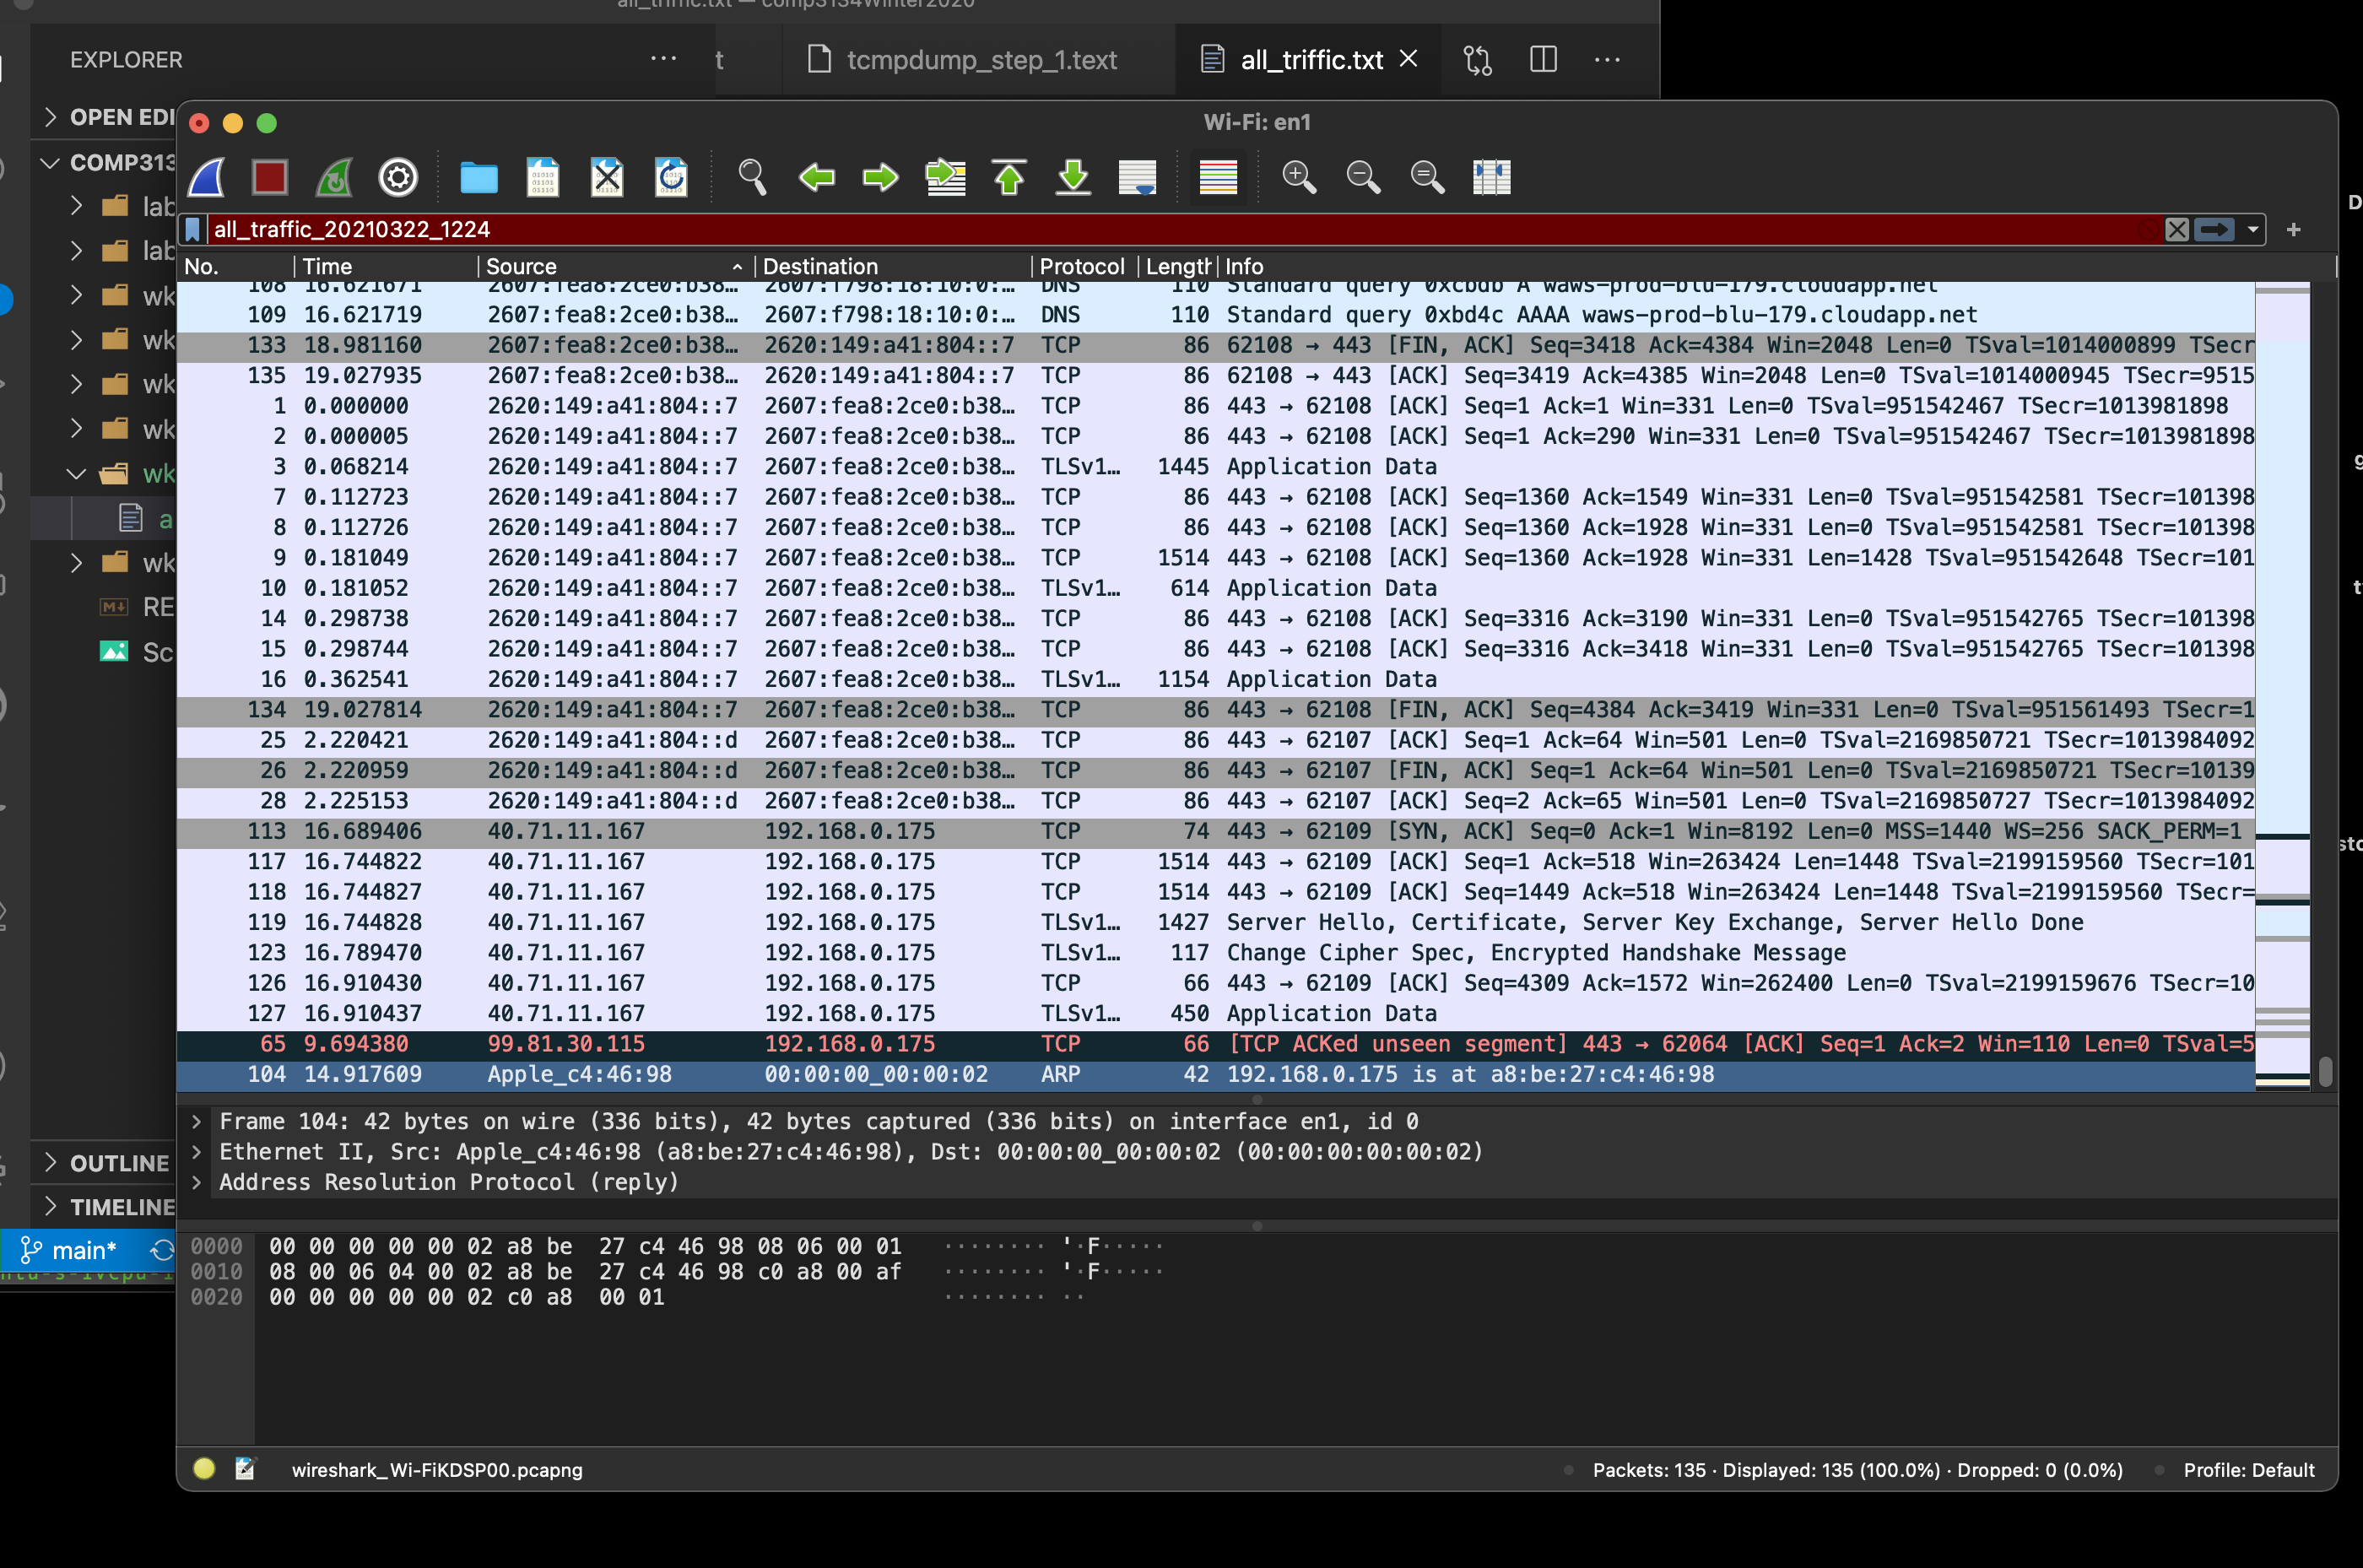 all_triffic.txt — comp3134Winter2020
EXPLORER
t
tcmpdump_step_1.text
all_triffic.txt
OPEN EDI
COMP313
lab
lab
wk
wk
wk
wk
wk
a
wk
RE
Sc
OUTLINE
TIMELINE
main*
Wi-Fi: en1
all_traffic_20210322_1224
No. Time Source Destination Protocol Length Info
108 16.621671 2607:fea8:2ce0:b38… 2607:f798:18:10:0:… DNS 110 Standard query 0xcbdb A waws-prod-blu-179.cloudapp.net
109 16.621719 2607:fea8:2ce0:b38… 2607:f798:18:10:0:… DNS 110 Standard query 0xbd4c AAAA waws-prod-blu-179.cloudapp.net
133 18.981160 2607:fea8:2ce0:b38… 2620:149:a41:804::7 TCP 86 62108 → 443 [FIN, ACK] Seq=3418 Ack=4384 Win=2048 Len=0 TSval=1014000899 TSecr
135 19.027935 2607:fea8:2ce0:b38… 2620:149:a41:804::7 TCP 86 62108 → 443 [ACK] Seq=3419 Ack=4385 Win=2048 Len=0 TSval=1014000945 TSecr=9515
1 0.000000 2620:149:a41:804::7 2607:fea8:2ce0:b38… TCP 86 443 → 62108 [ACK] Seq=1 Ack=1 Win=331 Len=0 TSval=951542467 TSecr=1013981898
2 0.000005 2620:149:a41:804::7 2607:fea8:2ce0:b38… TCP 86 443 → 62108 [ACK] Seq=1 Ack=290 Win=331 Len=0 TSval=951542467 TSecr=1013981898
3 0.068214 2620:149:a41:804::7 2607:fea8:2ce0:b38… TLSv1… 1445 Application Data
7 0.112723 2620:149:a41:804::7 2607:fea8:2ce0:b38… TCP 86 443 → 62108 [ACK] Seq=1360 Ack=1549 Win=331 Len=0 TSval=951542581 TSecr=101398
8 0.112726 2620:149:a41:804::7 2607:fea8:2ce0:b38… TCP 86 443 → 62108 [ACK] Seq=1360 Ack=1928 Win=331 Len=0 TSval=951542581 TSecr=101398
9 0.181049 2620:149:a41:804::7 2607:fea8:2ce0:b38… TCP 1514 443 → 62108 [ACK] Seq=1360 Ack=1928 Win=331 Len=1428 TSval=951542648 TSecr=101
10 0.181052 2620:149:a41:804::7 2607:fea8:2ce0:b38… TLSv1… 614 Application Data
14 0.298738 2620:149:a41:804::7 2607:fea8:2ce0:b38… TCP 86 443 → 62108 [ACK] Seq=3316 Ack=3190 Win=331 Len=0 TSval=951542765 TSecr=101398
15 0.298744 2620:149:a41:804::7 2607:fea8:2ce0:b38… TCP 86 443 → 62108 [ACK] Seq=3316 Ack=3418 Win=331 Len=0 TSval=951542765 TSecr=101398
16 0.362541 2620:149:a41:804::7 2607:fea8:2ce0:b38… TLSv1… 1154 Application Data
134 19.027814 2620:149:a41:804::7 2607:fea8:2ce0:b38… TCP 86 443 → 62108 [FIN, ACK] Seq=4384 Ack=3419 Win=331 Len=0 TSval=951561493 TSecr=1
25 2.220421 2620:149:a41:804::d 2607:fea8:2ce0:b38… TCP 86 443 → 62107 [ACK] Seq=1 Ack=64 Win=501 Len=0 TSval=2169850721 TSecr=1013984092
26 2.220959 2620:149:a41:804::d 2607:fea8:2ce0:b38… TCP 86 443 → 62107 [FIN, ACK] Seq=1 Ack=64 Win=501 Len=0 TSval=2169850721 TSecr=10139
28 2.225153 2620:149:a41:804::d 2607:fea8:2ce0:b38… TCP 86 443 → 62107 [ACK] Seq=2 Ack=65 Win=501 Len=0 TSval=2169850727 TSecr=1013984092
113 16.689406 40.71.11.167 192.168.0.175 TCP 74 443 → 62109 [SYN, ACK] Seq=0 Ack=1 Win=8192 Len=0 MSS=1440 WS=256 SACK_PERM=1
117 16.744822 40.71.11.167 192.168.0.175 TCP 1514 443 → 62109 [ACK] Seq=1 Ack=518 Win=263424 Len=1448 TSval=2199159560 TSecr=101
118 16.744827 40.71.11.167 192.168.0.175 TCP 1514 443 → 62109 [ACK] Seq=1449 Ack=518 Win=263424 Len=1448 TSval=2199159560 TSecr=
119 16.744828 40.71.11.167 192.168.0.175 TLSv1… 1427 Server Hello, Certificate, Server Key Exchange, Server Hello Done
123 16.789470 40.71.11.167 192.168.0.175 TLSv1… 117 Change Cipher Spec, Encrypted Handshake Message
126 16.910430 40.71.11.167 192.168.0.175 TCP 66 443 → 62109 [ACK] Seq=4309 Ack=1572 Win=262400 Len=0 TSval=2199159676 TSecr=10
127 16.910437 40.71.11.167 192.168.0.175 TLSv1… 450 Application Data
65 9.694380 99.81.30.115 192.168.0.175 TCP 66 [TCP ACKed unseen segment] 443 → 62064 [ACK] Seq=1 Ack=2 Win=110 Len=0 TSval=5
104 14.917609 Apple_c4:46:98 00:00:00_00:00:02 ARP 42 192.168.0.175 is at a8:be:27:c4:46:98
Frame 104: 42 bytes on wire (336 bits), 42 bytes captured (336 bits) on interface en1, id 0
Ethernet II, Src: Apple_c4:46:98 (a8:be:27:c4:46:98), Dst: 00:00:00_00:00:02 (00:00:00:00:00:02)
Address Resolution Protocol (reply)
0000 00 00 00 00 00 02 a8 be 27 c4 46 98 08 06 00 01 ········ '·F·····
0010 08 00 06 04 00 02 a8 be 27 c4 46 98 c0 a8 00 af ········ '·F·····
0020 00 00 00 00 00 02 c0 a8 00 01 ········ ··
wireshark_Wi-FiKDSP00.pcapng
Packets: 135 · Displayed: 135 (100.0%) · Dropped: 0 (0.0%)
Profile: Default